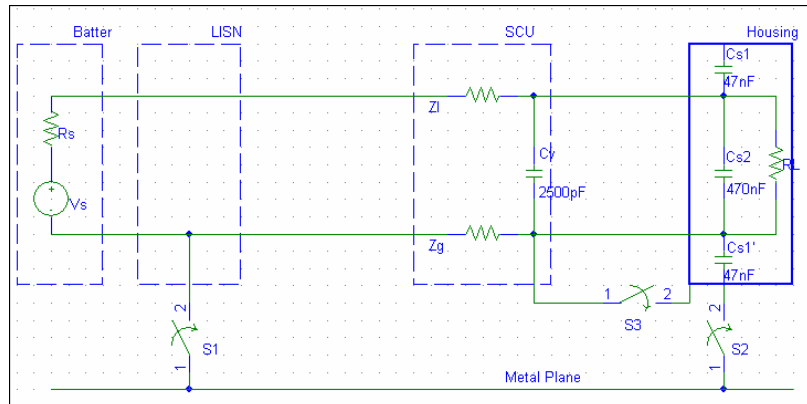 Batter
LISN
SCU
Housing
Cs1
47nF
Zl
Rs
Cy
Cs2
RL
2500pF
470nF
+
-
Vs
Zg
Cs1'
47nF
1
2
S3
2
S1
1
2
S2
1
Metal Plane